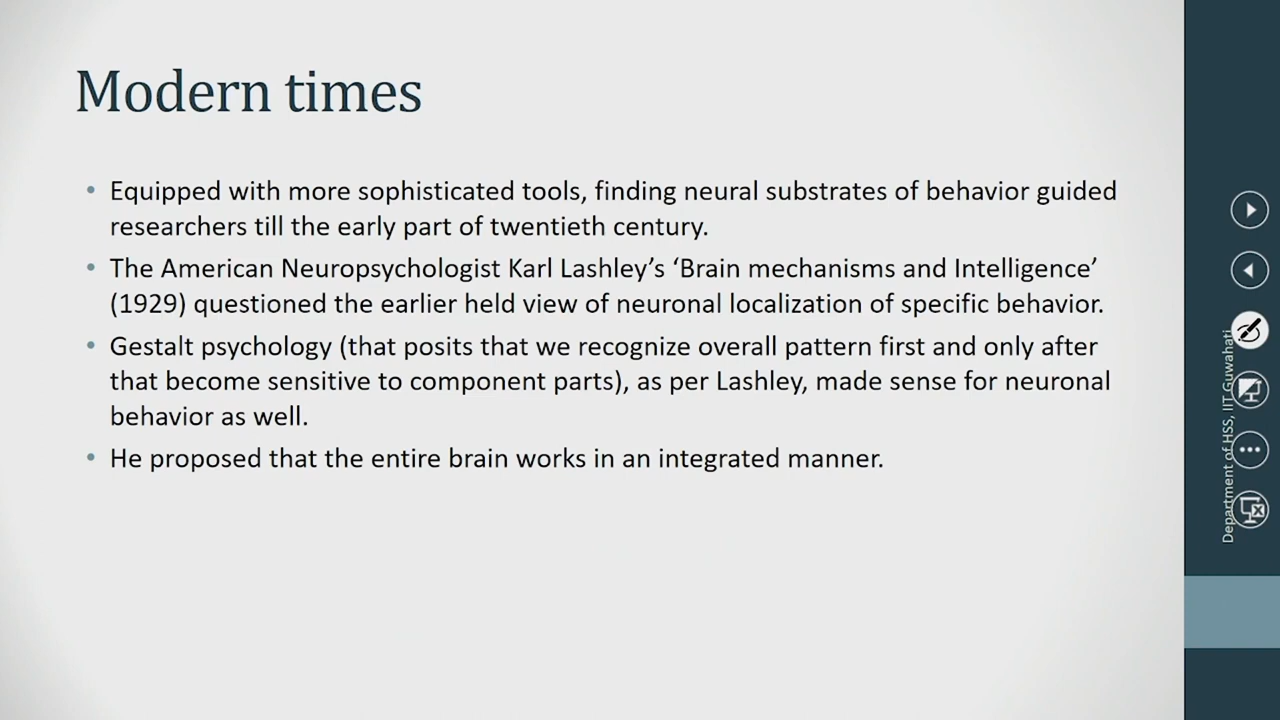 Modern times
• Equipped with more sophisticated tools, finding neural substrates of behavior guided
researchers till the early part of twentieth century.
• The American Neuropsychologist Karl Lashley’s ‘Brain mechanisms and Intelligence’
(1929) questioned the earlier held view of neuronal localization of specific behavior.
• Gestalt psychology (that posits that we recognize overall pattern first and only after
that become sensitive to component parts), as per Lashley, made sense for neuronal
behavior as well.
• He proposed that the entire brain works in an integrated manner.
Department of HSS, IIT Guwahati